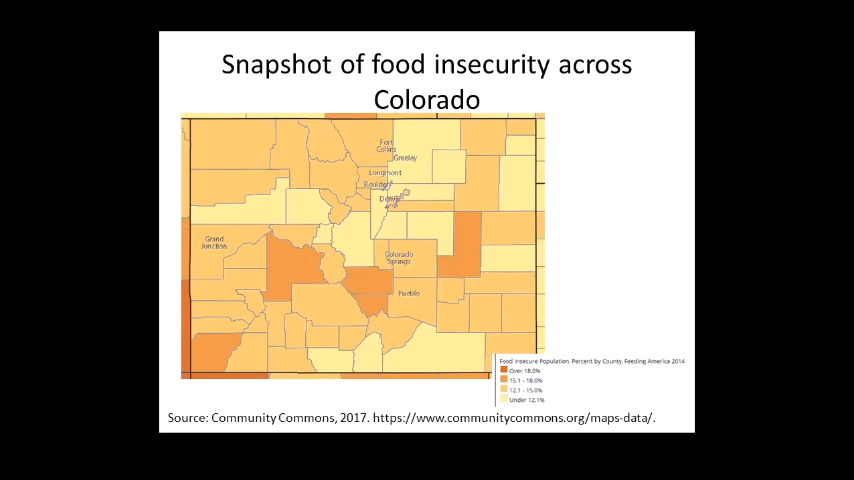 Snapshot of food insecurity across
Colorado
Fort
Collins
Greeley
Longmont
Boulder
Denver
Grand
Junction
Colorado
Springs
Pueblo
Food Insecure Population, Percent by County, Feeding America 2014
Over 18.0%
15.1 - 18.0%
12.1 - 15.0%
Under 12.1%
Source: Community Commons, 2017. https://www.communitycommons.org/maps-data/.